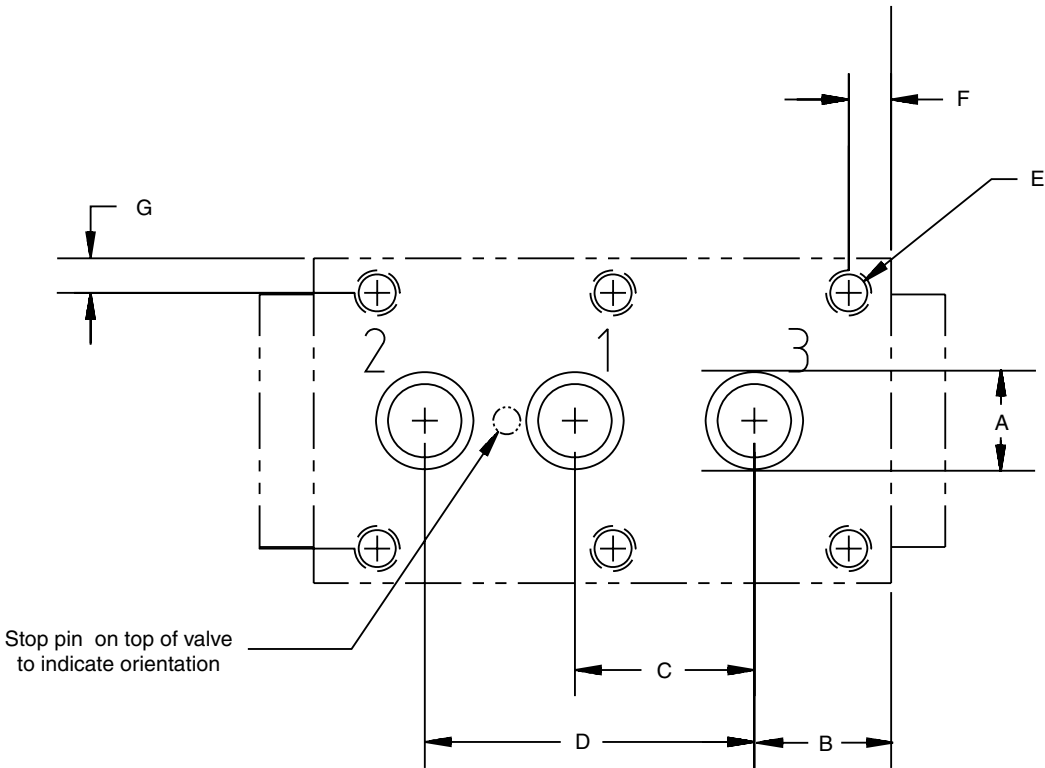 F
E
G
2 1 3
A
Stop pin on top of valve
to indicate orientation
C
D
B